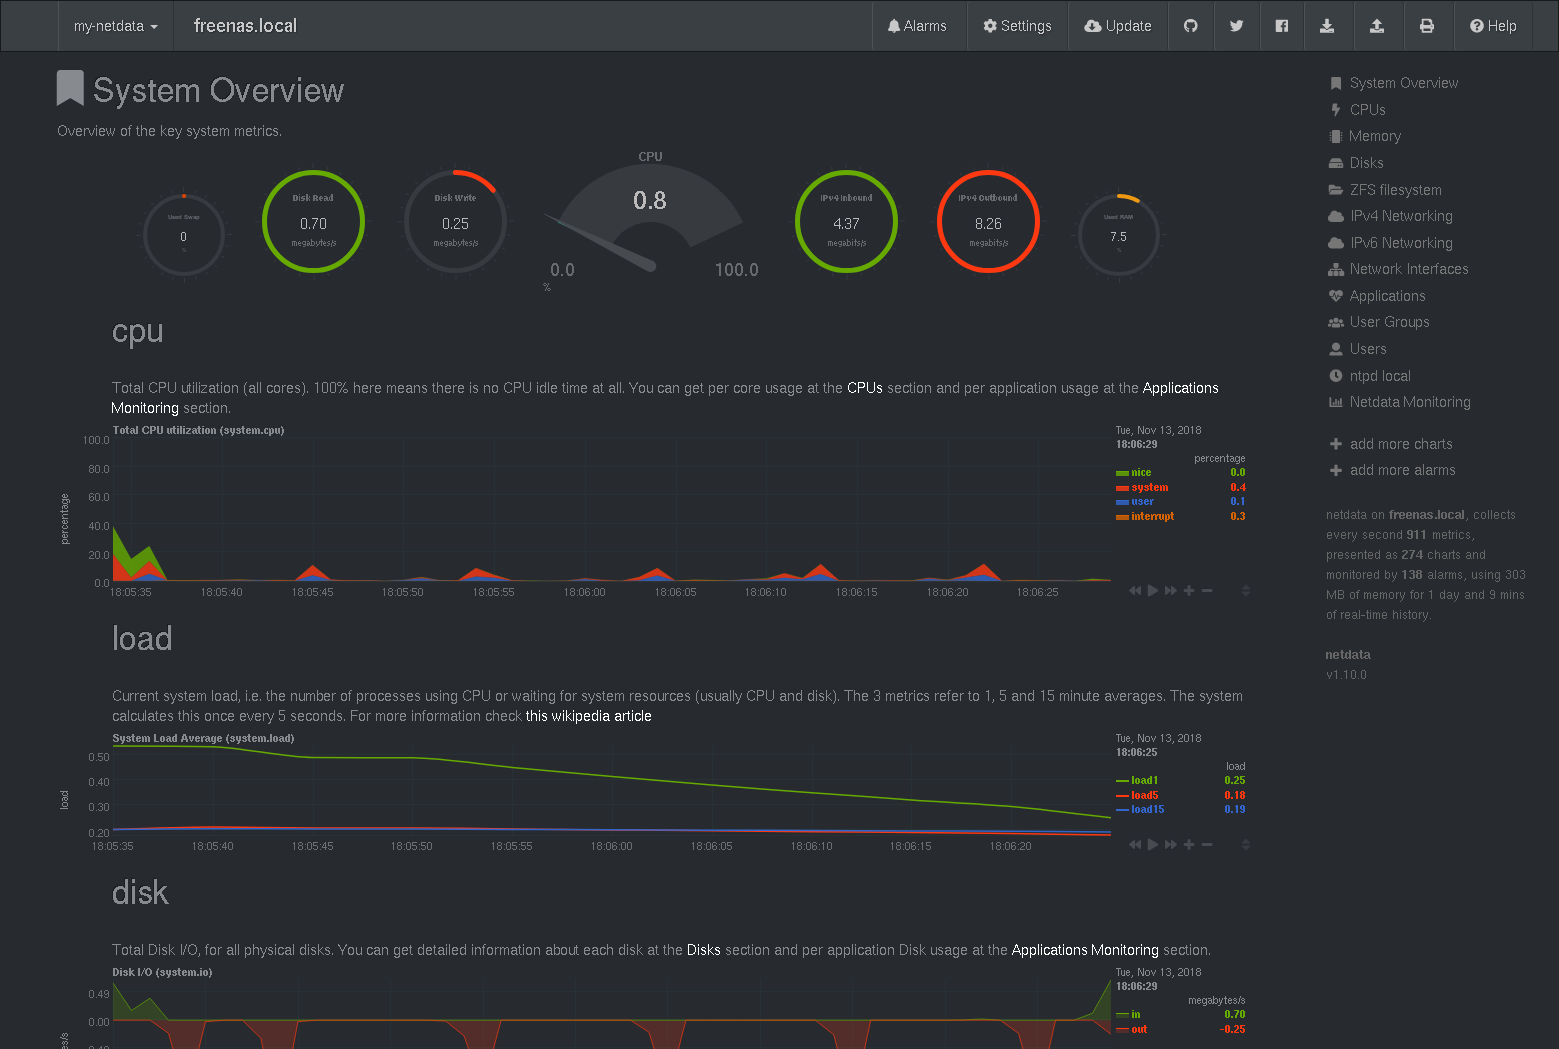 my-netdata
freenas.local
Alarms
Settings
Update
Help
System Overview
Overview of the key system metrics.
Used Swap
0
%
Disk Read
0.70
megabytes/s
Disk Write
0.25
megabytes/s
CPU
0.8
0.0
100.0
%
IPv4 Inbound
4.37
megabits/s
IPv4 Outbound
8.26
megabits/s
Used RAM
7.5
%
cpu
Total CPU utilization (all cores). 100% here means there is no CPU idle time at all. You can get per core usage at the CPUs section and per application usage at the Applications
Monitoring section.
Total CPU utilization (system.cpu)
percentage
100.0
80.0
60.0
40.0
20.0
0.0
18:05:35
18:05:40
18:05:45
18:05:50
18:05:55
18:06:00
18:06:05
18:06:10
18:06:15
18:06:20
18:06:25
Tue, Nov 13, 2018
18:06:29
percentage
nice 0.0
system 0.4
user 0.1
interrupt 0.3
load
Current system load, i.e. the number of processes using CPU or waiting for system resources (usually CPU and disk). The 3 metrics refer to 1, 5 and 15 minute averages. The system
calculates this once every 5 seconds. For more information check this wikipedia article
System Load Average (system.load)
load
0.50
0.40
0.30
0.20
18:05:35
18:05:40
18:05:45
18:05:50
18:05:55
18:06:00
18:06:05
18:06:10
18:06:15
18:06:20
Tue, Nov 13, 2018
18:06:25
load
load1 0.25
load5 0.18
load15 0.19
disk
Total Disk I/O, for all physical disks. You can get detailed information about each disk at the Disks section and per application Disk usage at the Applications Monitoring section.
Disk I/O (system.io)
0.49
0.00
Tue, Nov 13, 2018
18:06:29
megabytes/s
in 0.70
out -0.25
System Overview
CPUs
Memory
Disks
ZFS filesystem
IPv4 Networking
IPv6 Networking
Network Interfaces
Applications
User Groups
Users
ntpd local
Netdata Monitoring
add more charts
add more alarms
netdata on freenas.local, collects
every second 911 metrics,
presented as 274 charts and
monitored by 138 alarms, using 303
MB of memory for 1 day and 9 mins
of real-time history.
netdata
v1.10.0